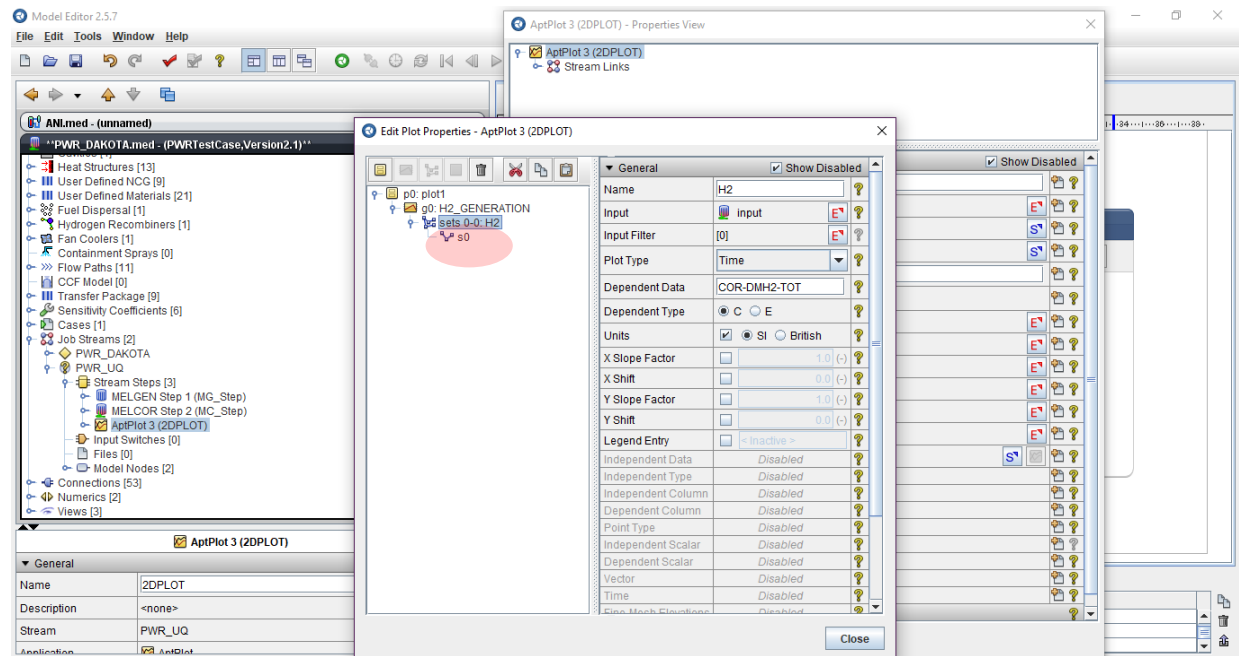 Model Editor 2.5.7
File Edit Tools Window Help
ANI.med - (unnamed)
**PWR_DAKOTA.med - (PWRTestCase,Version2.1)**
Heat Structures [13]
User Defined NCG [9]
User Defined Materials [21]
Fuel Dispersal [1]
Hydrogen Recombiners [1]
Fan Coolers [1]
Containment Sprays [0]
Flow Paths [11]
CCF Model [0]
Transfer Package [9]
Sensitivity Coefficients [6]
Cases [1]
Job Streams [2]
PWR_DAKOTA
PWR_UQ
Stream Steps [3]
MELGEN Step 1 (MG_Step)
MELCOR Step 2 (MC_Step)
AptPlot 3 (2DPLOT)
Input Switches [0]
Files [0]
Model Nodes [2]
Connections [53]
Numerics [2]
Views [3]
AptPlot 3 (2DPLOT)
General
Name 2DPLOT
Description <none>
Stream PWR_UQ
Application AptPlot
AptPlot 3 (2DPLOT) - Properties View
AptPlot 3 (2DPLOT)
Stream Links
Show Disabled
Edit Plot Properties - AptPlot 3 (2DPLOT)
p0: plot1
g0: H2_GENERATION
sets 0-0: H2
s0
General Show Disabled
Name H2
Input input E
Input Filter [0] E
Plot Type Time
Dependent Data COR-DMH2-TOT
Dependent Type C E
Units SI British
X Slope Factor 1.0 (-)
X Shift 0.0 (-)
Y Slope Factor 1.0 (-)
Y Shift 0.0 (-)
Legend Entry < Inactive >
Independent Data Disabled
Independent Type Disabled
Independent Column Disabled
Dependent Column Disabled
Point Type Disabled
Independent Scalar Disabled
Dependent Scalar Disabled
Vector Disabled
Time Disabled
Fine Mesh Elevations Disabled
Close
E
S
S
E
E
E
E
E
E
S
34 36 38